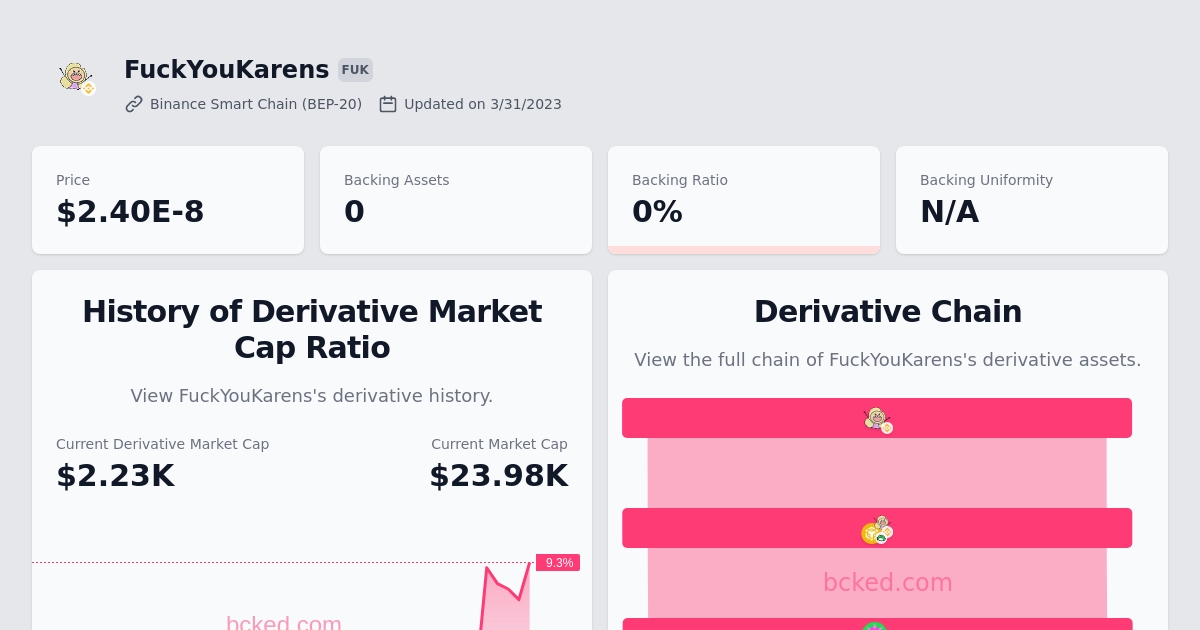 FuckYouKarens FUK
Binance Smart Chain (BEP-20) Updated on 3/31/2023
Price
$2.40E-8
Backing Assets
0
Backing Ratio
0%
Backing Uniformity
N/A
History of Derivative Market
Cap Ratio
View FuckYouKarens's derivative history.
Current Derivative Market Cap
$2.23K
Current Market Cap
$23.98K
9.3%
bcked.com
Derivative Chain
View the full chain of FuckYouKarens's derivative assets.
bcked.com